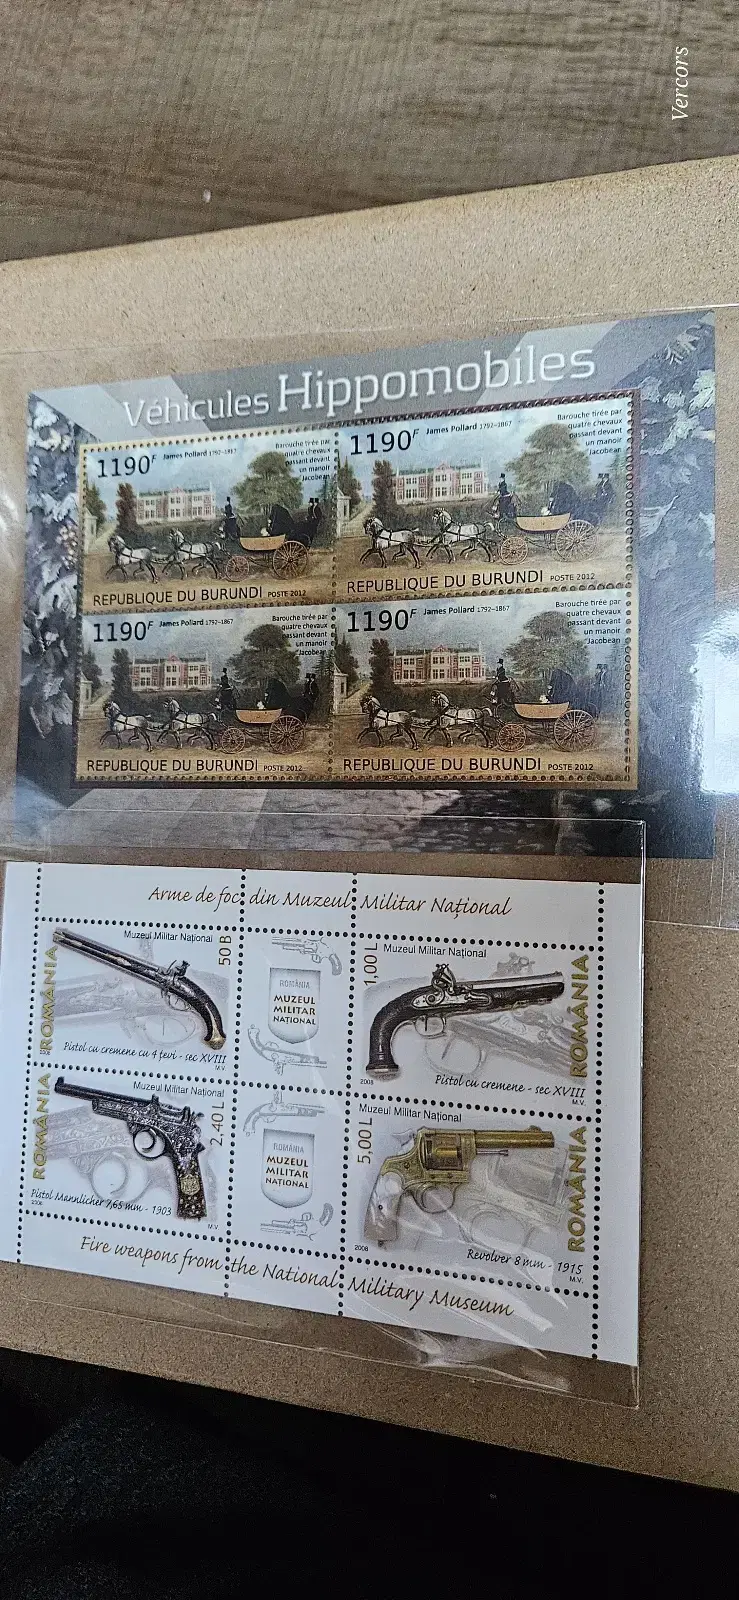 Vercors
Véhicules Hippomobiles
1190F
James Pollard 1792-1867
Barouche tirée par
quatre chevaux
passant devant
un manoir
Jacobean
REPUBLIQUE DU BURUNDI POSTE 2012
1190F
James Pollard 1792-1867
Barouche tirée par
quatre chevaux
passant devant
un manoir
Jacobean
REPUBLIQUE DU BURUNDI POSTE 2012
1190F
James Pollard 1792-1867
Barouche tirée par
quatre chevaux
passant devant
un manoir
Jacobean
REPUBLIQUE DU BURUNDI POSTE 2012
1190F
James Pollard 1792-1867
Barouche tirée par
quatre chevaux
passant devant
un manoir
Jacobean
REPUBLIQUE DU BURUNDI POSTE 2012
Arme de foc din Muzeul Militar Național
Muzeul Militar Național
50 B
ROMÂNIA
2008
Pistol cu cremene cu 4 țevi - sec XVIII
M.V.
ROMÂNIA
MUZEUL
MILITAR
NAȚIONAL
1,00 L
Muzeul Militar Național
ROMÂNIA
2008
Pistol cu cremene - sec XVIII
M.V.
Muzeul Militar Național
2,40 L
ROMÂNIA
Pistol Mannlicher 7,65 mm - 1903
2008
M.V.
ROMÂNIA
MUZEUL
MILITAR
NAȚIONAL
Muzeul Militar Național
5,00 L
ROMÂNIA
2008
Revolver 8 mm - 1915
M.V.
Fire weapons from the National Military Museum